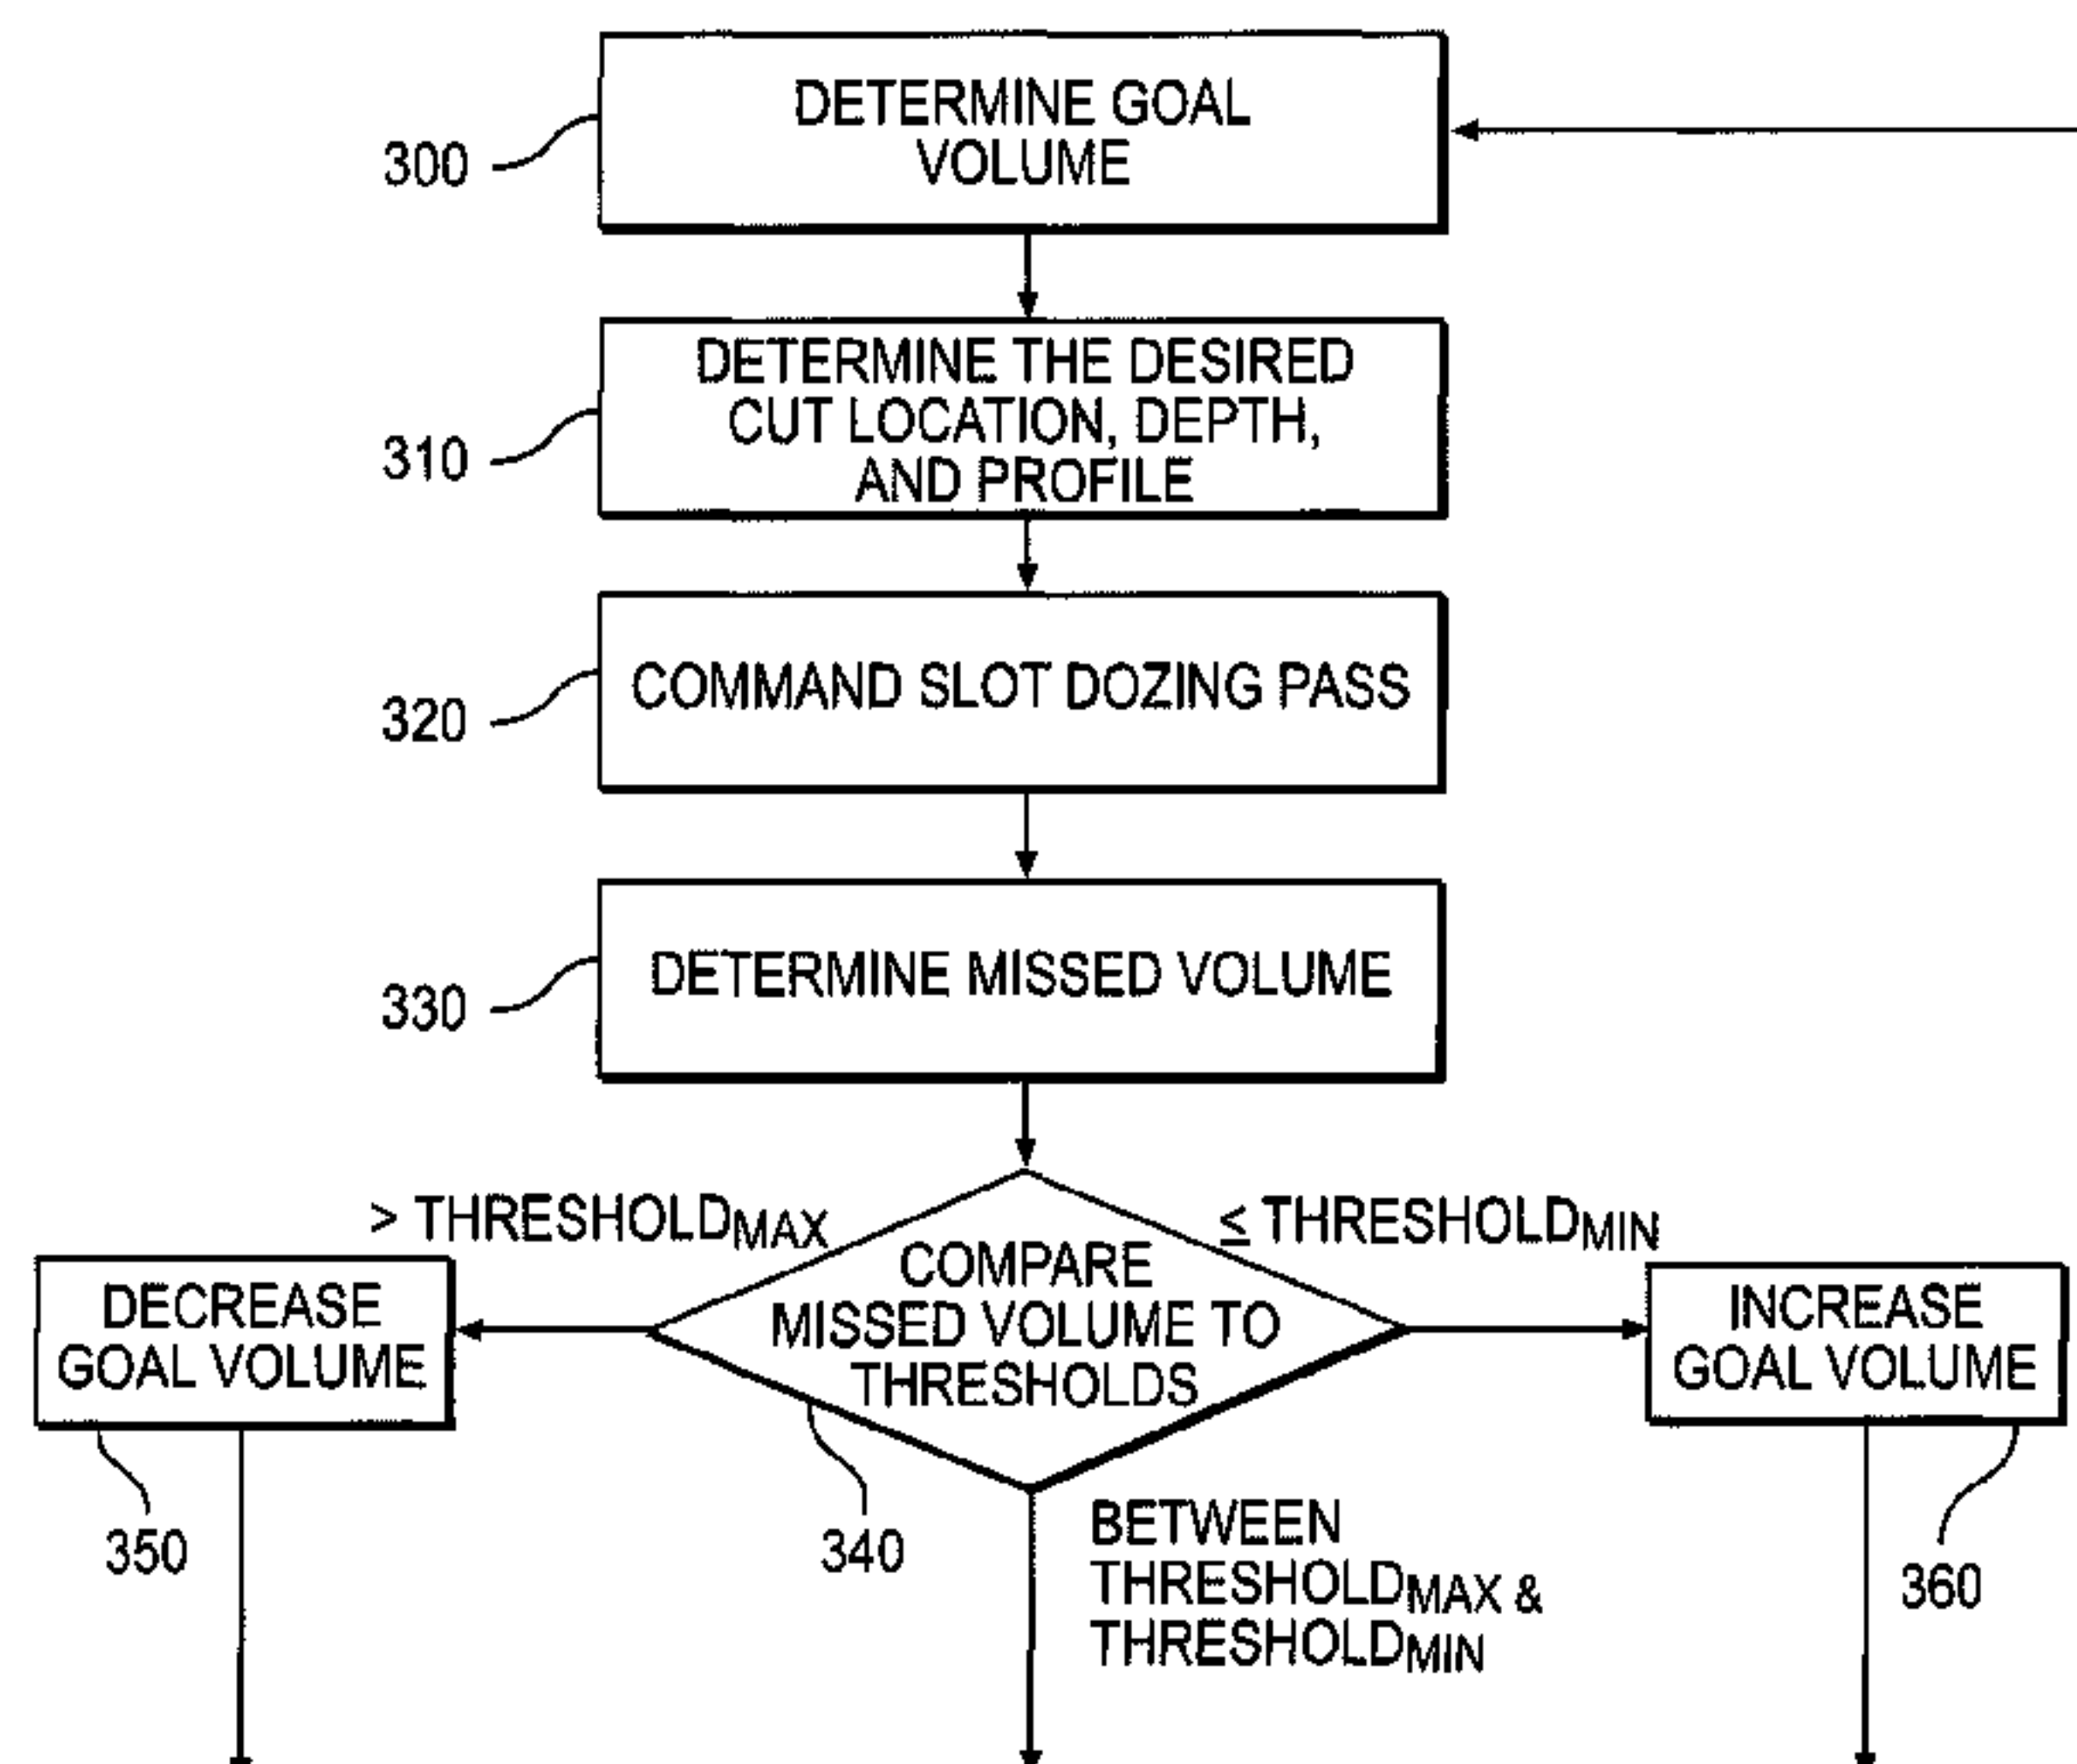 DETERMINE GOAL
VOLUME
300
DETERMINE THE DESIRED
CUT LOCATION, DEPTH,
AND PROFILE
310
COMMAND SLOT DOZING PASS
320
DETERMINE MISSED VOLUME
330
> THRESHOLDMAX
≤ THRESHOLDMIN
COMPARE
MISSED VOLUME TO
THRESHOLDS
DECREASE
GOAL VOLUME
INCREASE
GOAL VOLUME
350
340
BETWEEN
THRESHOLDMAX &
THRESHOLDMIN
360